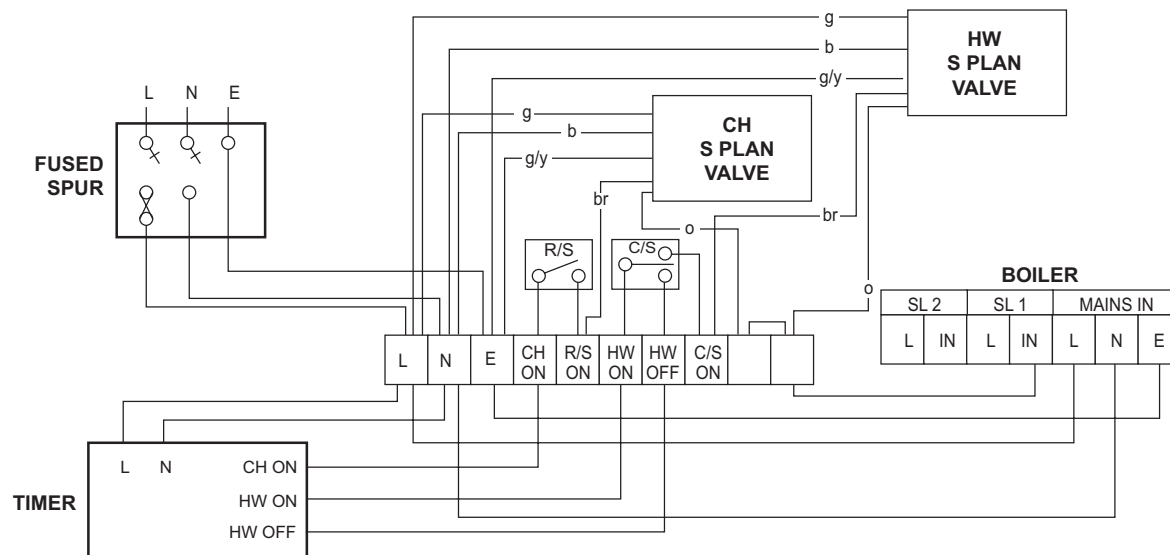 g
HW
S PLAN
VALVE
b
g/y
L N E
FUSED
SPUR
g
b
g/y
CH
S PLAN
VALVE
br
o
br
o
R/S
C/S
BOILER
SL 2 SL 1 MAINS IN
L IN L IN L N E
L N E CH ON R/S ON HW ON HW OFF C/S ON
TIMER
L N CH ON
HW ON
HW OFF